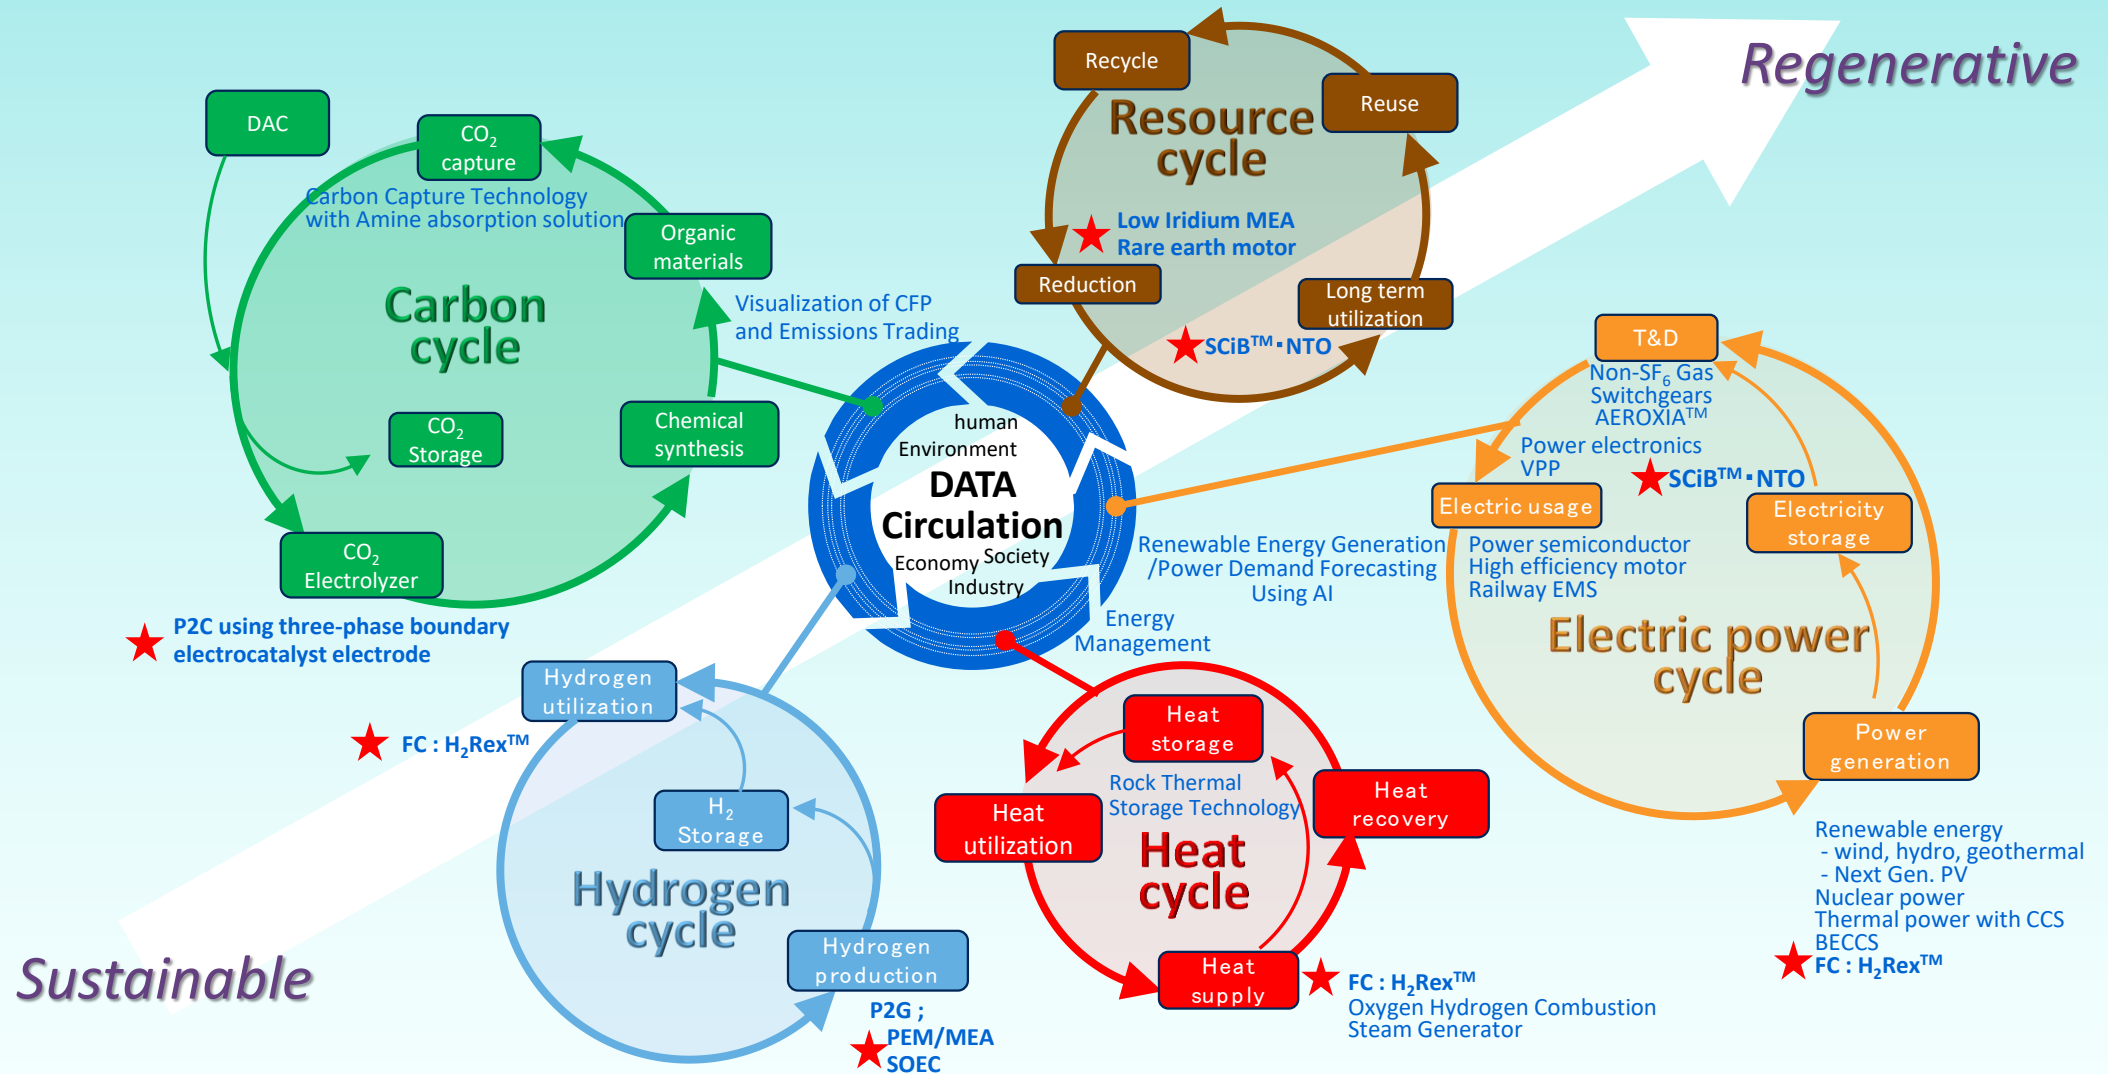 Regenerative
DAC
CO2
capture
Carbon Capture Technology
with Amine absorption solution
Organic
materials
Carbon
cycle
Visualization of CFP
and Emissions Trading
CO2
Storage
Chemical
synthesis
CO2
Electrolyzer
P2C using three-phase boundary
electrocatalyst electrode
Recycle
Reuse
Resource
cycle
Low Iridium MEA
Rare earth motor
Reduction
Long term
utilization
SCiB™・NTO
human
Environment
DATA
Circulation
Economy Society
Industry
T&D
Non-SF6 Gas
Switchgears
AEROXIA™
Power electronics
VPP
SCiB™・NTO
Electric usage
Electricity
storage
Power semiconductor
High efficiency motor
Railway EMS
Electric power
cycle
Power
generation
Renewable energy
- wind, hydro, geothermal
- Next Gen. PV
Nuclear power
Thermal power with CCS
BECCS
FC : H2Rex™
Renewable Energy Generation
/Power Demand Forecasting
Using AI
Energy
Management
Heat
storage
Rock Thermal
Storage Technology
Heat
utilization
Heat
recovery
Heat
cycle
Heat
supply
FC : H2Rex™
Oxygen Hydrogen Combustion
Steam Generator
Hydrogen
utilization
FC : H2Rex™
H2
Storage
Hydrogen
cycle
Hydrogen
production
P2G ;
PEM/MEA
SOEC
Sustainable